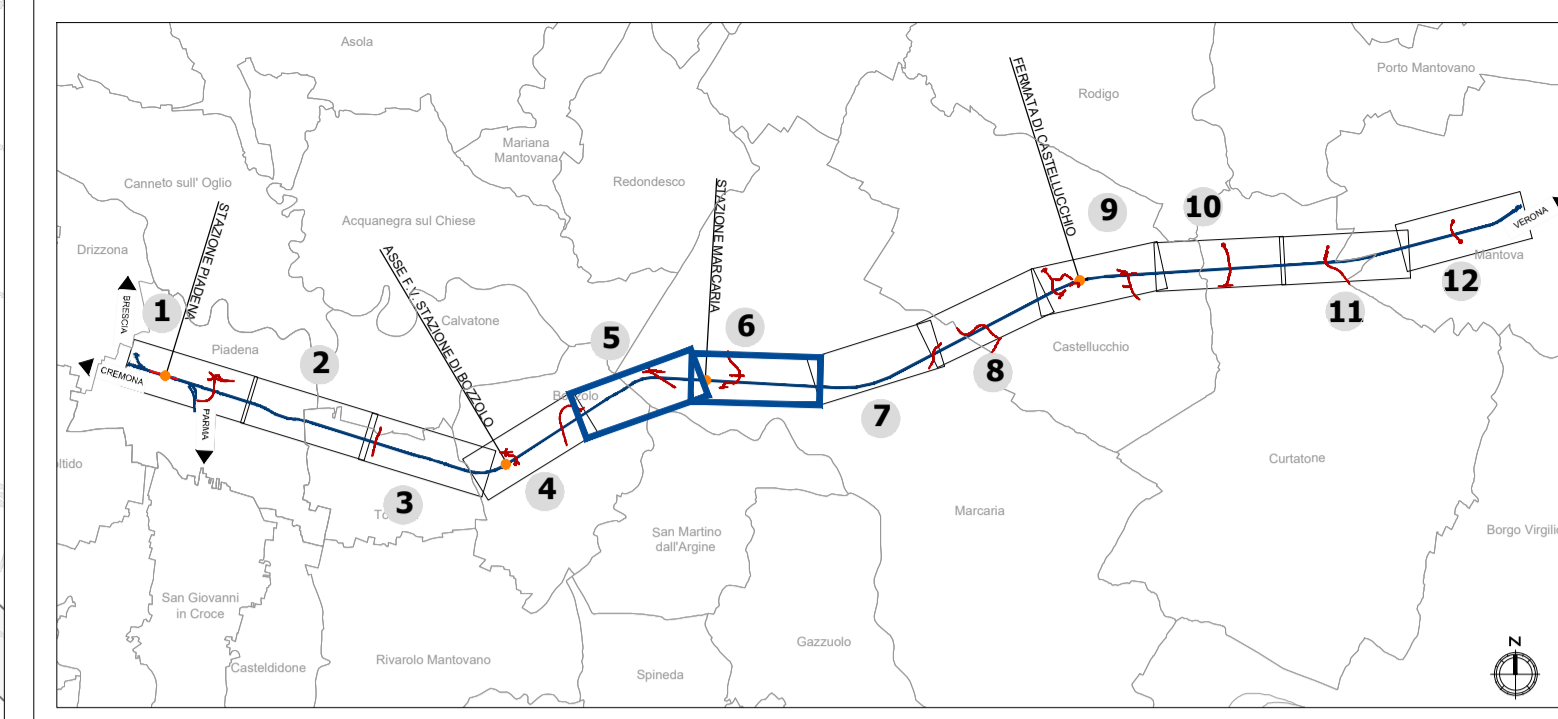 Asola
Porto Mantovano
Rodigo
FERMATA DI CASTELLUCCHIO
Mariana
Mantovana
Redondesco
STAZIONE MARCARIA
Canneto sull' Oglio
STAZIONE PIADENA
Acquanegra sul Chiese
ASSE F.V. STAZIONE DI BOZZOLO
9
10
VERONA
Drizzona
Mantova
12
BRESCIA
1
Calvatone
11
6
5
Piadena
2
Castellucchio
8
CREMONA
PARMA
7
Curtatone
ltido
4
3
To
Marcaria
San Martino
dall'Argine
Borgo Virgili
San Giovanni
in Croce
Gazzuolo
Casteldidone
Rivarolo Mantovano
Spineda
N